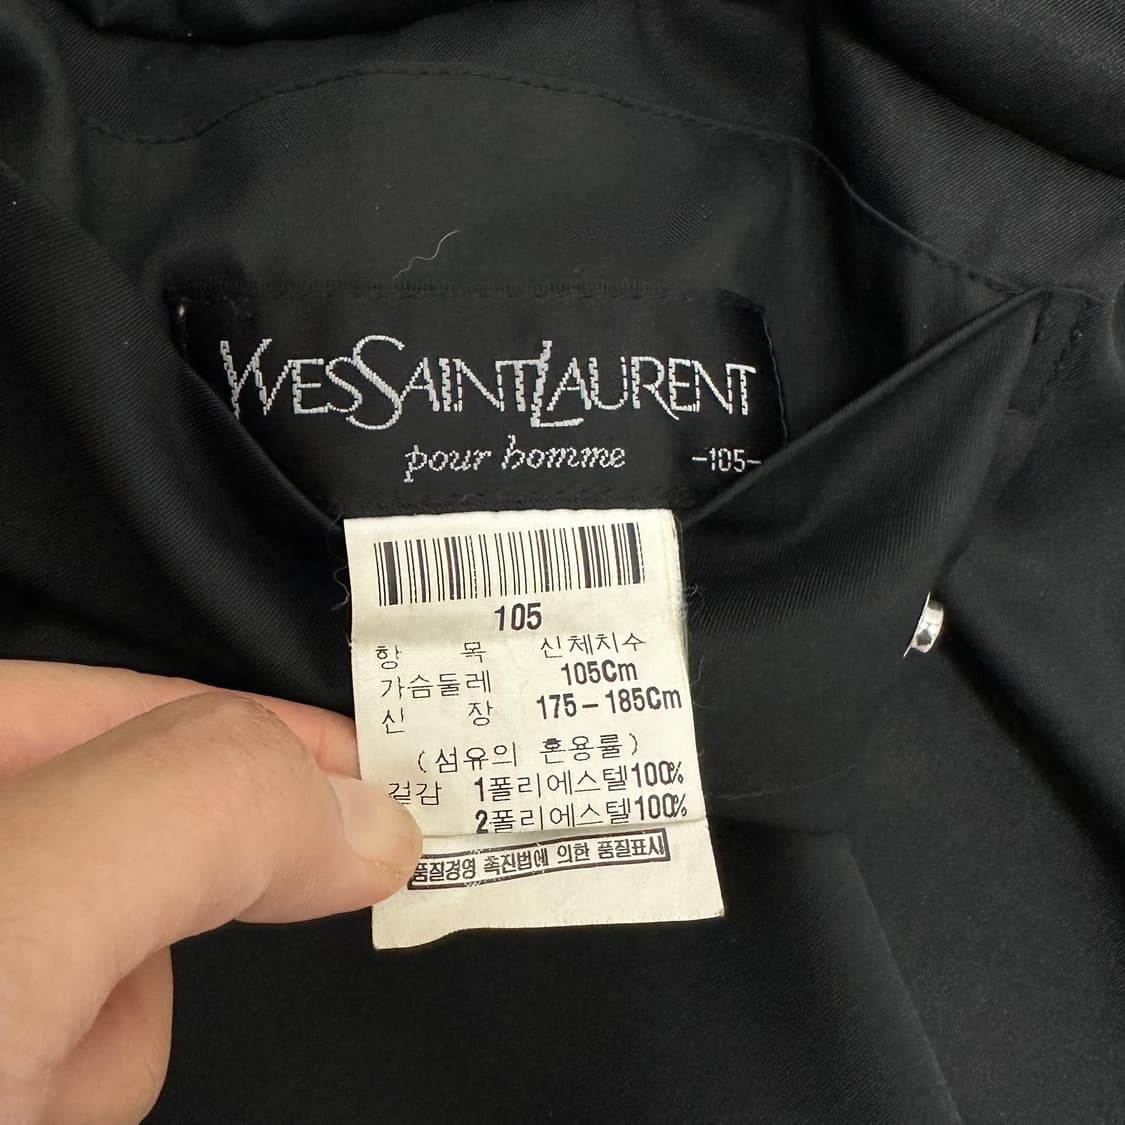 YVESSAINTLAURENT
pour homme -105-
105
항 목 신체치수
가슴둘레 105Cm
신 장 175-185Cm
(섬유의 혼용률)
겉감 1폴리에스텔100%
2폴리에스텔100%
품질경영 촉진법에 의한 품질표시